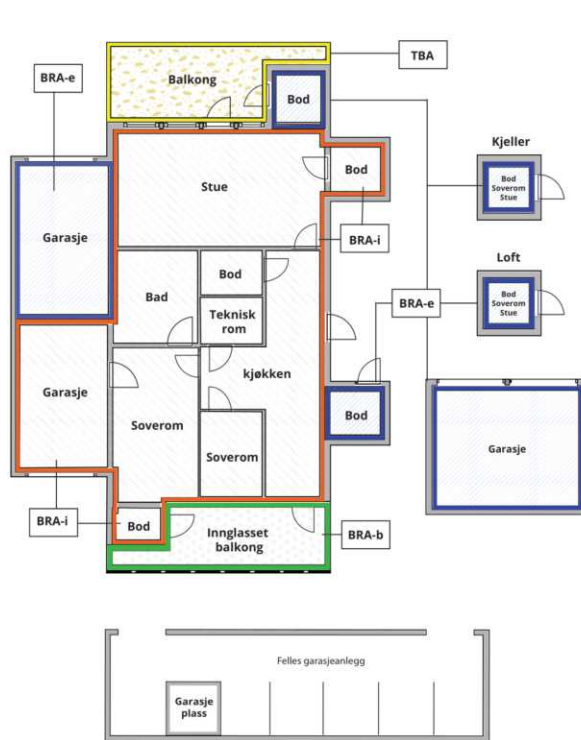 TBA
BRA-e
Balkong
Bod
Kjeller
Bod
Soverom
Stue
Stue
Bod
Garasje
BRA-i
Loft
Bod
Soverom
Stue
Bod
Bad
Teknisk
rom
BRA-e
kjøkken
Garasje
Bod
Soverom
Garasje
Soverom
BRA-i
Bod
Innglasset
balkong
BRA-b
Felles garasjeanlegg
Garasje
plass